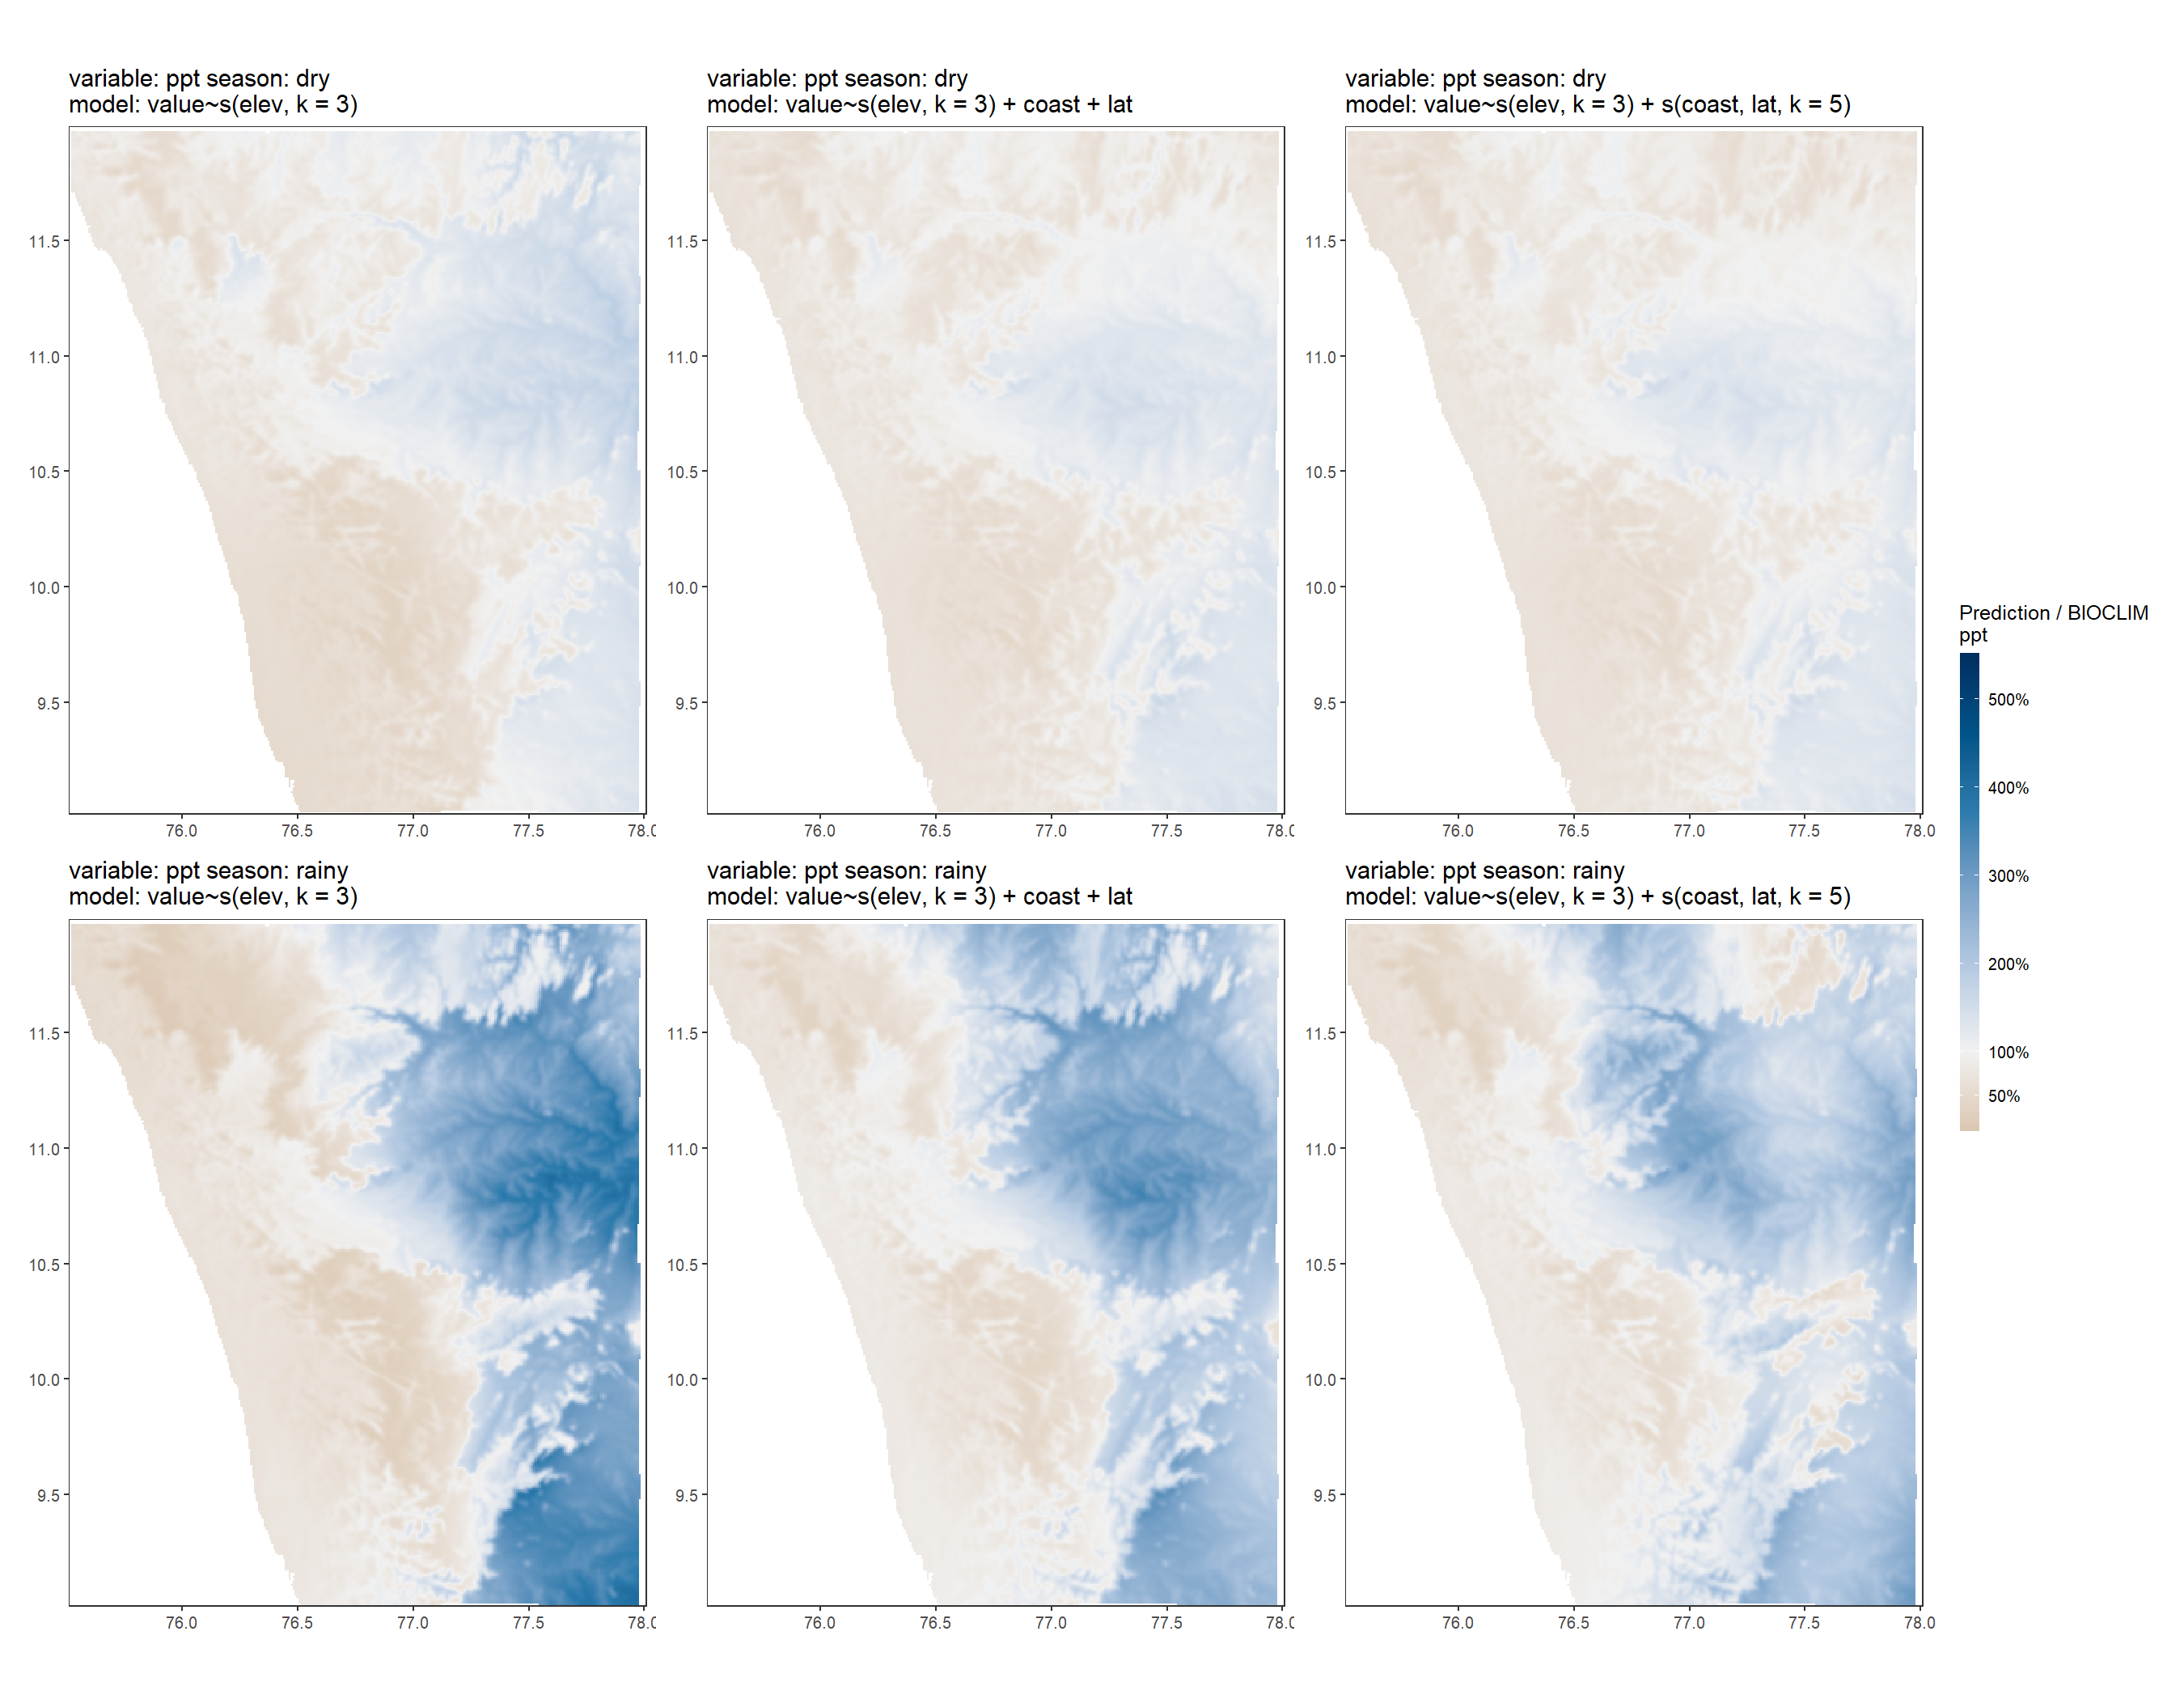 variable: ppt season: dry
model: value~s(elev, k = 3)
variable: ppt season: dry
model: value~s(elev, k = 3) + coast + lat
variable: ppt season: dry
model: value~s(elev, k = 3) + s(coast, lat, k = 5)
11.5
11.0
10.5
10.0
9.5
76.0 76.5 77.0 77.5 78.0
11.5
11.0
10.5
10.0
9.5
76.0 76.5 77.0 77.5 78.0
11.5
11.0
10.5
10.0
9.5
76.0 76.5 77.0 77.5 78.0
variable: ppt season: rainy
model: value~s(elev, k = 3)
variable: ppt season: rainy
model: value~s(elev, k = 3) + coast + lat
variable: ppt season: rainy
model: value~s(elev, k = 3) + s(coast, lat, k = 5)
11.5
11.0
10.5
10.0
9.5
76.0 76.5 77.0 77.5 78.0
11.5
11.0
10.5
10.0
9.5
76.0 76.5 77.0 77.5 78.0
11.5
11.0
10.5
10.0
9.5
76.0 76.5 77.0 77.5 78.0
Prediction / BIOCLIM
ppt
500%
400%
300%
200%
100%
50%